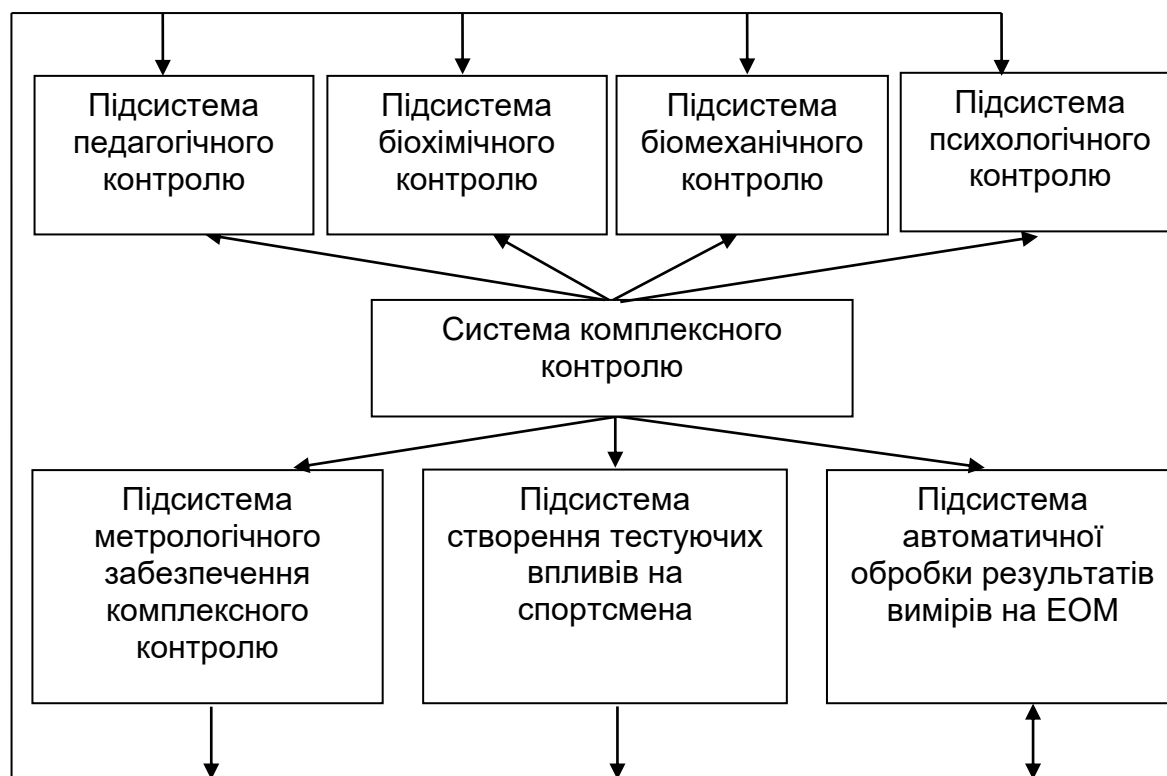 Підсистема
педагогічного
контролю
Підсистема
біохімічного
контролю
Підсистема
біомеханічного
контролю
Підсистема
психологічного
контролю
Система комплексного
контролю
Підсистема
метрологічного
забезпечення
комплексного
контролю
Підсистема
створення тестуючих
впливів на
спортсмена
Підсистема
автоматичної
обробки результатів
вимірів на ЕОМ